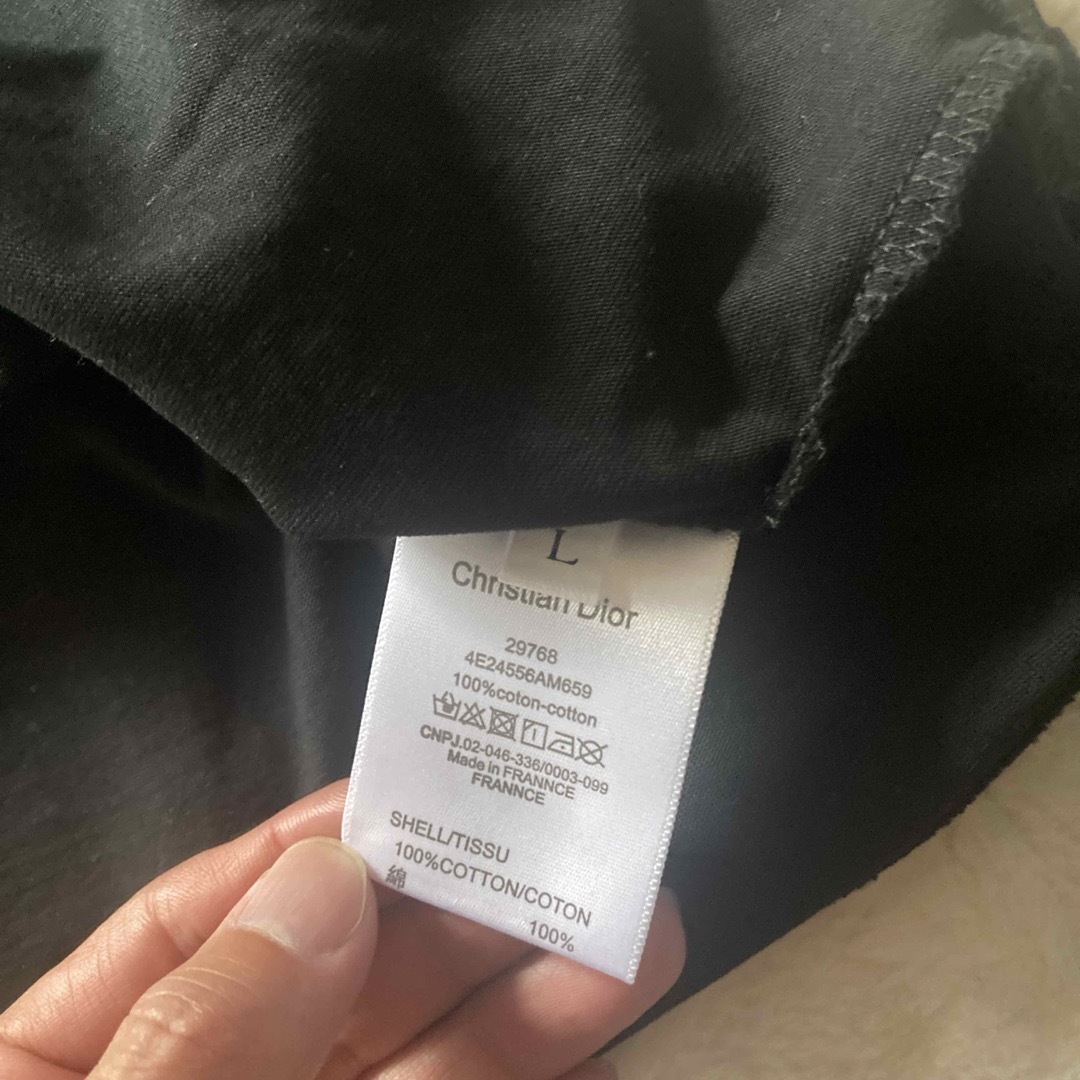 L
Christian Dior
29768
4E24556AM659
100%coton-cotton
CNPJ.02-046-336/0003-099
Made in FRANNCE
FRANNCE
SHELL/TISSU
100%COTTON/COTON
綿
100%